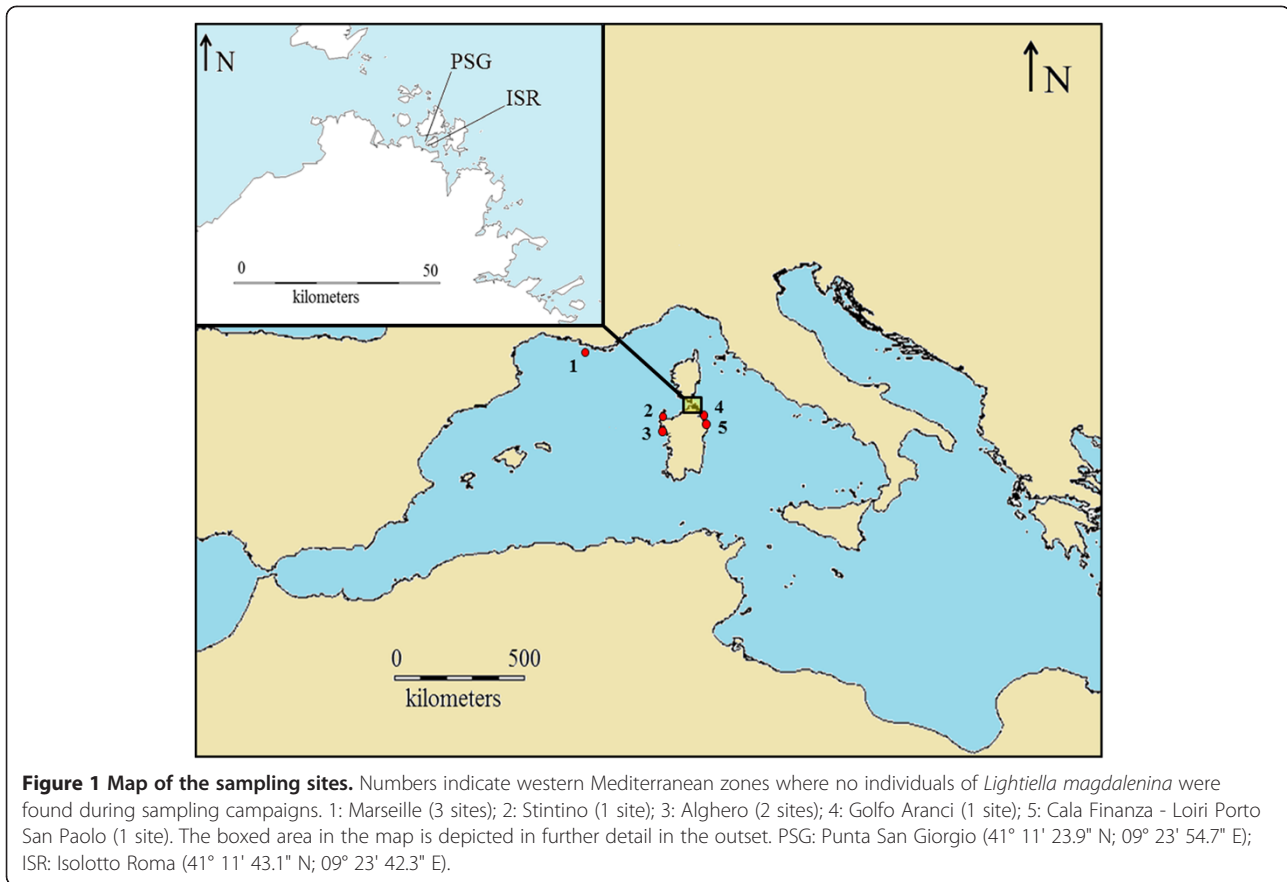 N
PSG
ISR
0 50
kilometers
N
1
2
3
4
5
0 500
kilometers
Figure 1 Map of the sampling sites. Numbers indicate western Mediterranean zones where no individuals of Lightiella magdalenina were
found during sampling campaigns. 1: Marseille (3 sites); 2: Stintino (1 site); 3: Alghero (2 sites); 4: Golfo Aranci (1 site); 5: Cala Finanza - Loiri Porto
San Paolo (1 site). The boxed area in the map is depicted in further detail in the outset. PSG: Punta San Giorgio (41° 11' 23.9" N; 09° 23' 54.7" E);
ISR: Isolotto Roma (41° 11' 43.1" N; 09° 23' 42.3" E).